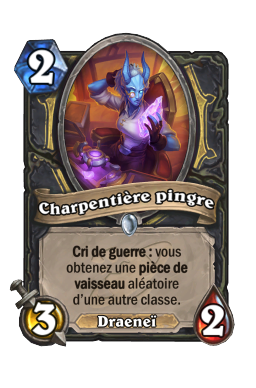 2
Charpentière pingre
Cri de guerre : vous
obtenez une pièce de
vaisseau aléatoire
d'une autre classe.
3
Draeneï
2